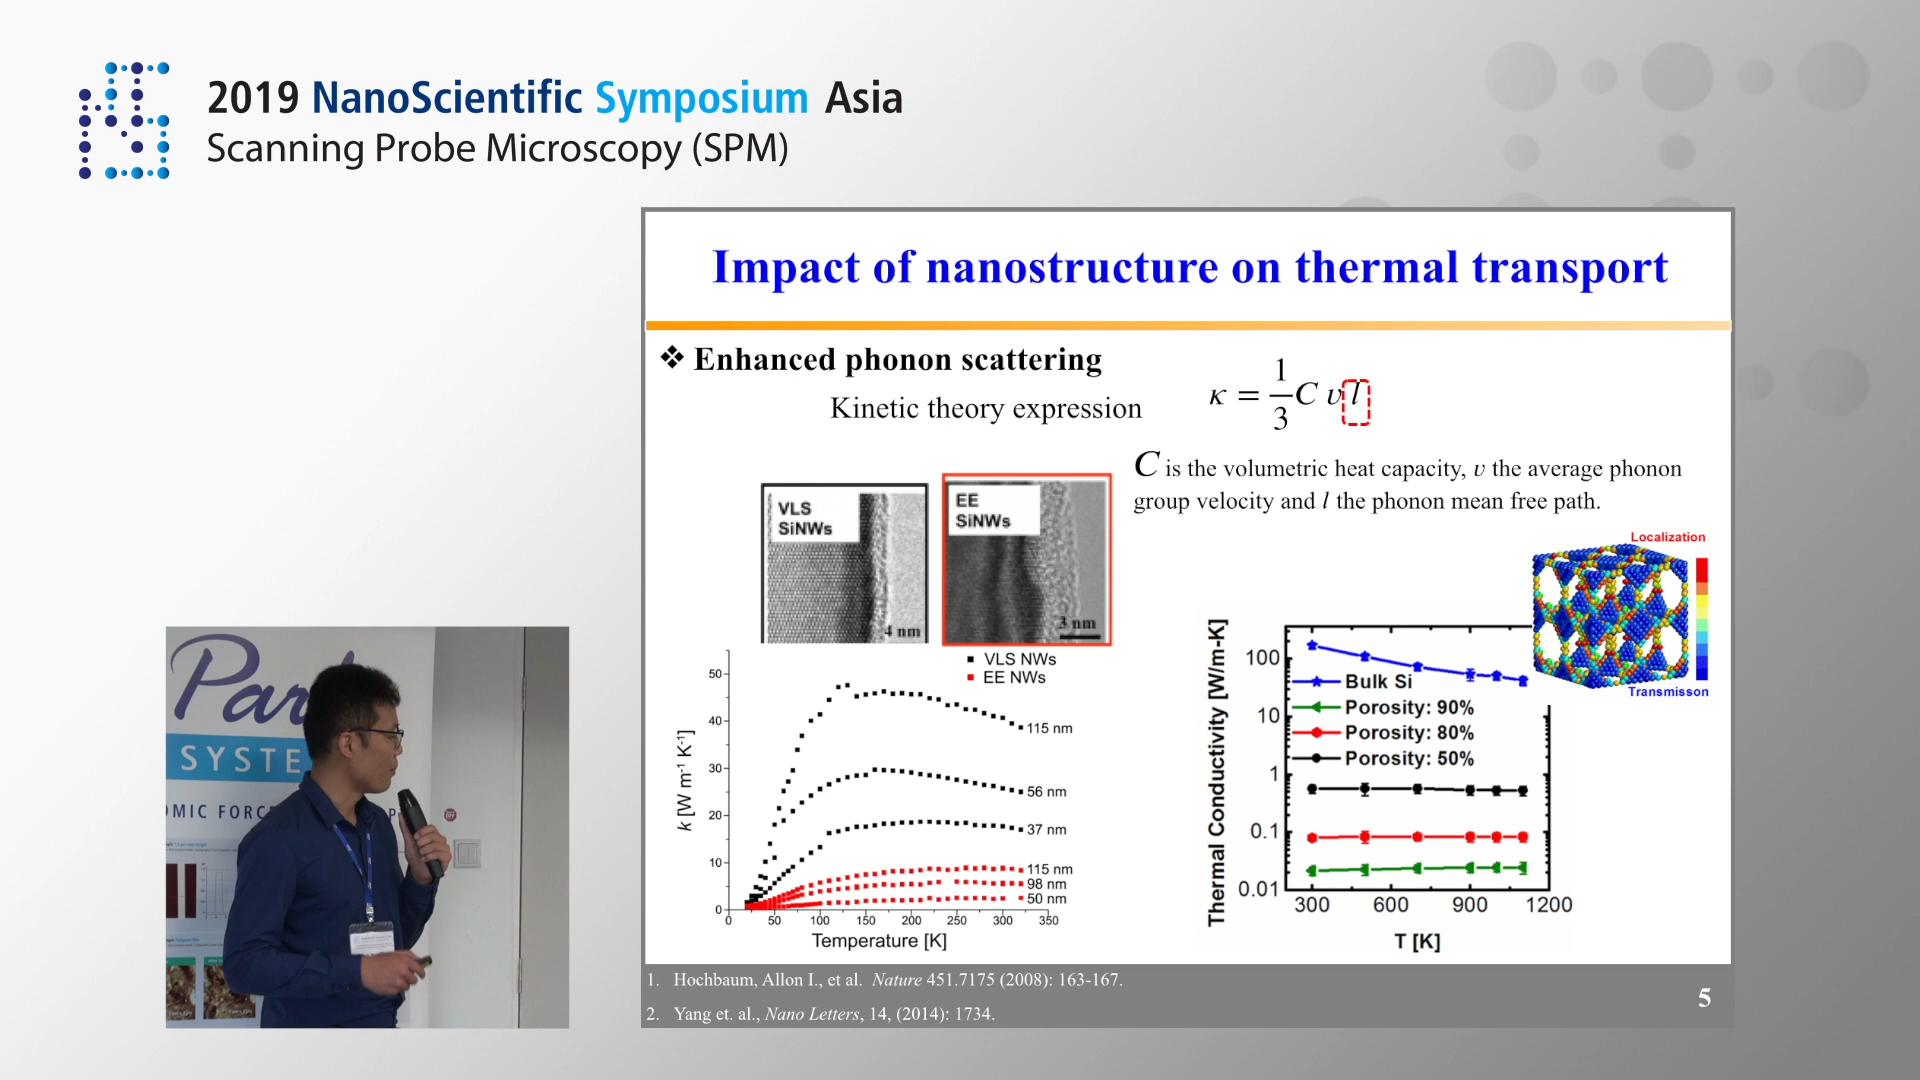 2019 NanoScientific Symposium Asia
Scanning Probe Microscopy (SPM)
Impact of nanostructure on thermal transport
❖ Enhanced phonon scattering
Kinetic theory expression
κ = 1/3 C υ l
C is the volumetric heat capacity, υ the average phonon
group velocity and l the phonon mean free path.
VLS
SiNWs
4 nm
EE
SiNWs
3 nm
VLS NWs
EE NWs
k [W m⁻¹ K⁻¹]
50
40
30
20
10
0
115 nm
56 nm
37 nm
115 nm
98 nm
50 nm
0 50 100 150 200 250 300 350
Temperature [K]
Localization
Transmisson
Thermal Conductivity [W/m-K]
100
10
1
0.1
0.01
Bulk Si
Porosity: 90%
Porosity: 80%
Porosity: 50%
300 600 900 1200
T [K]
1. Hochbaum, Allon I., et al. Nature 451.7175 (2008): 163-167.
2. Yang et. al., Nano Letters, 14, (2014): 1734.
5
Par
SYSTE
OMIC FORC
P